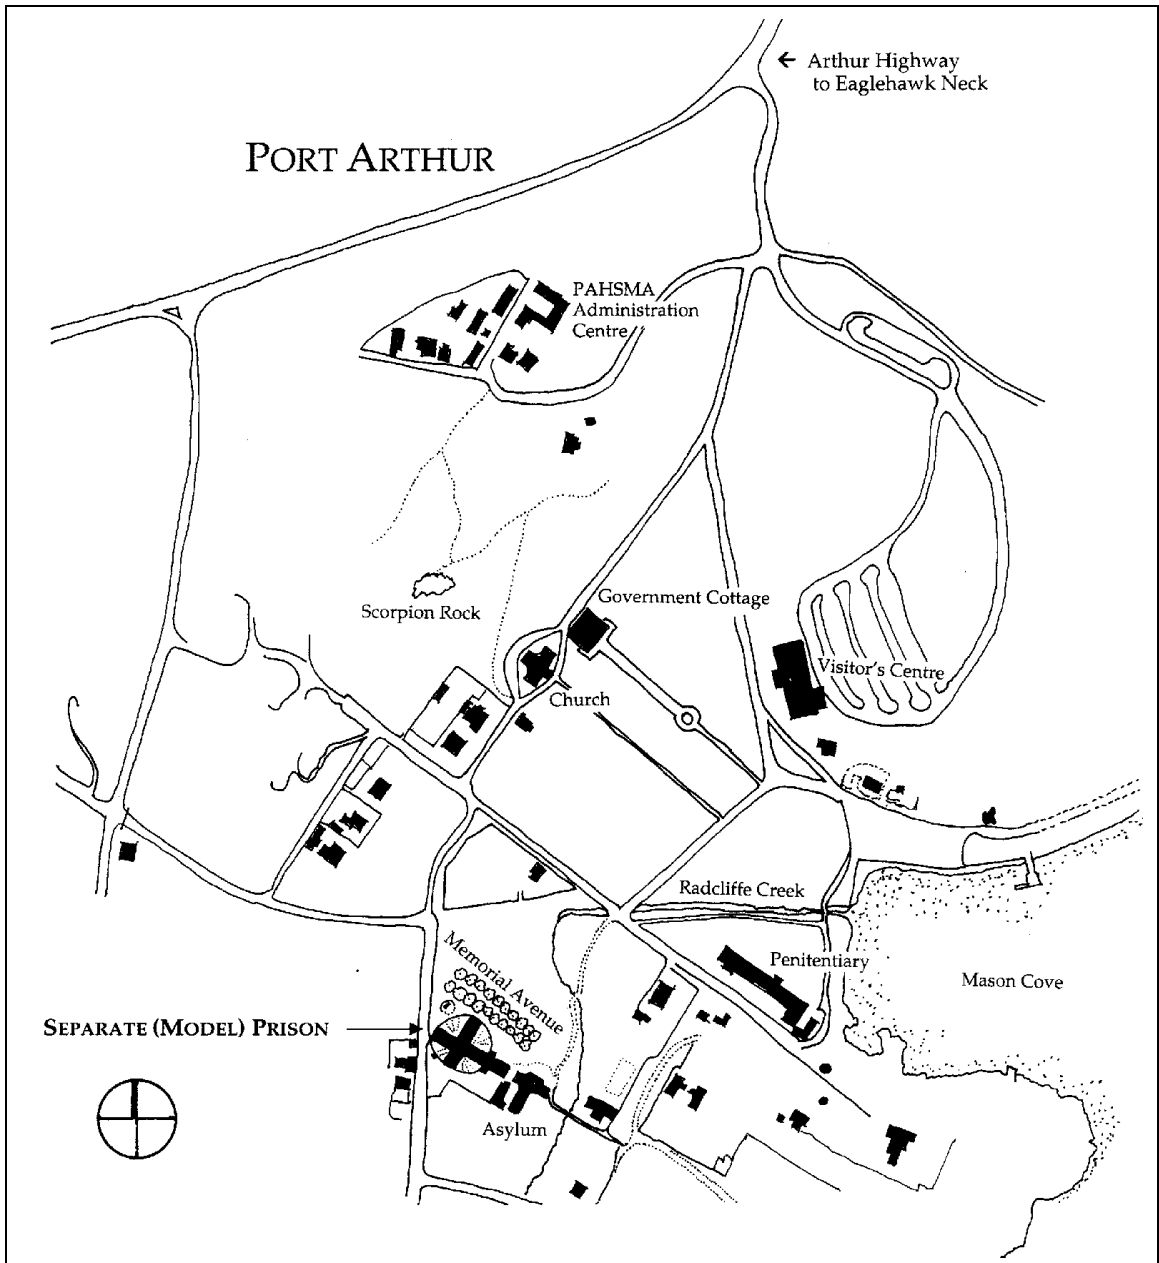 Arthur Highway
to Eaglehawk Neck
PORT ARTHUR
PAHSMA
Administration
Centre
Scorpion Rock
Government Cottage
Visitor's Centre
Church
Radcliffe Creek
Memorial Avenue
Penitentiary
Mason Cove
SEPARATE (MODEL) PRISON
Asylum